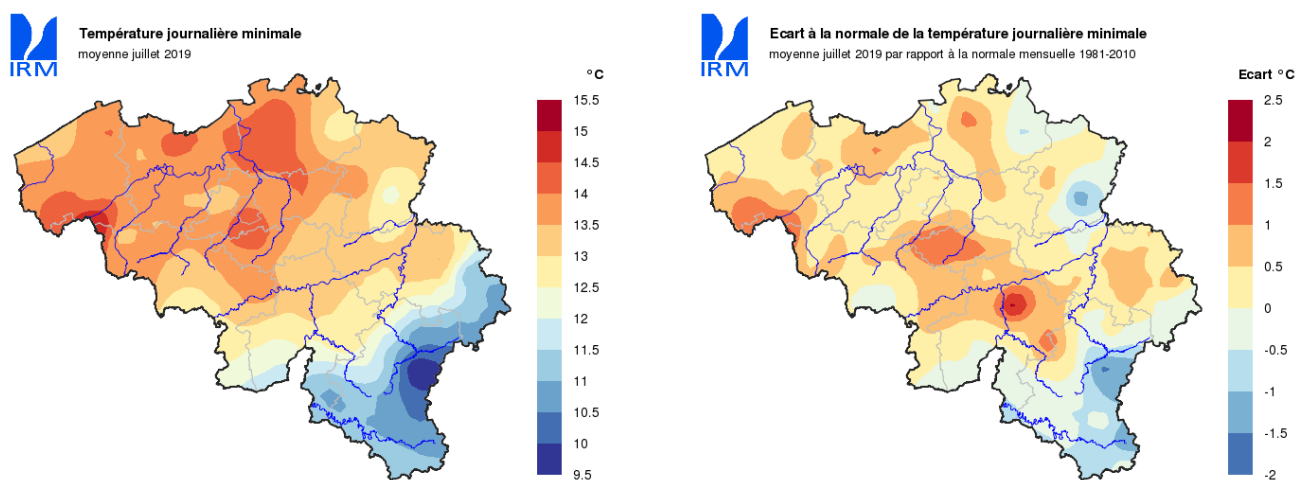 IRM
Température journalière minimale
moyenne juillet 2019
°C
15.5
15
14.5
14
13.5
13
12.5
12
11.5
11
10.5
10
9.5
IRM
Ecart à la normale de la température journalière minimale
moyenne juillet 2019 par rapport à la normale mensuelle 1981-2010
Ecart °C
2.5
2
1.5
1
0.5
0
-0.5
-1
-1.5
-2